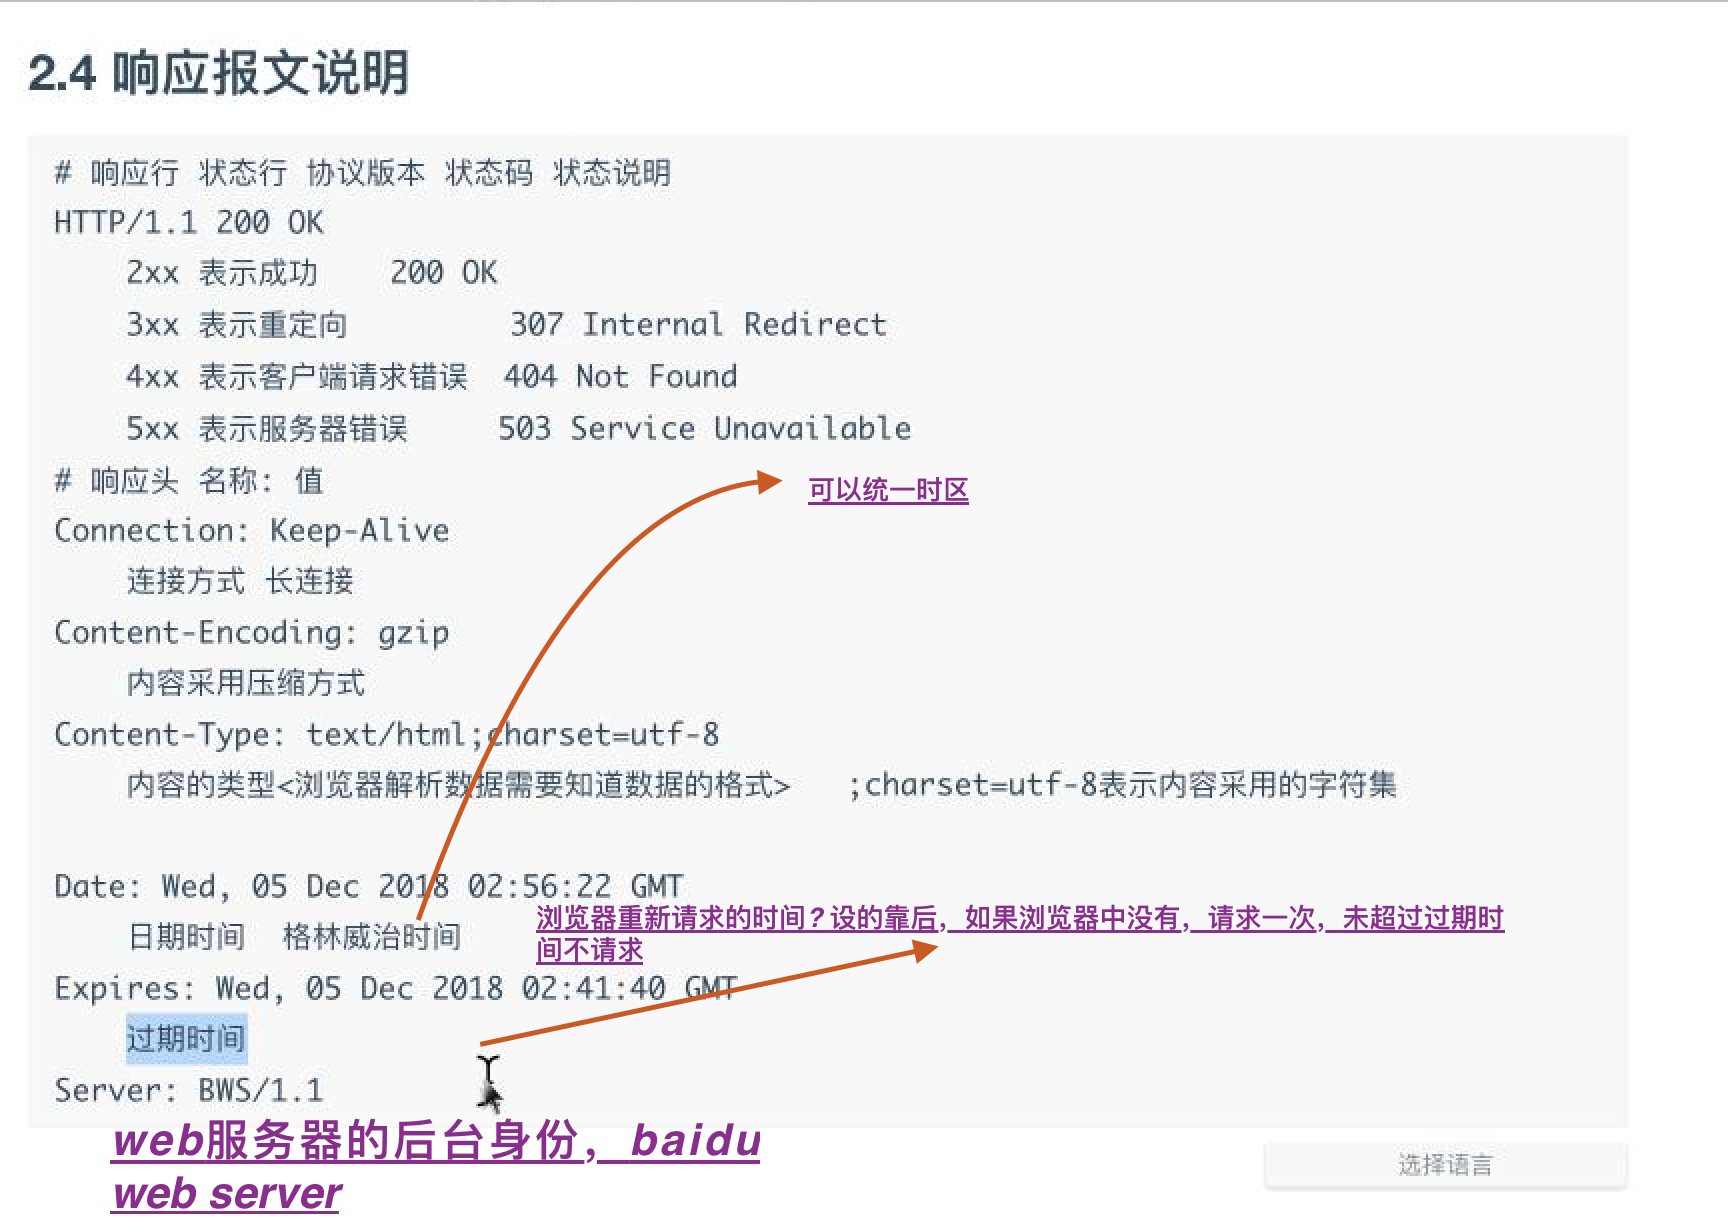 2.4 响应报文说明
# 响应行 状态行 协议版本 状态码 状态说明
HTTP/1.1 200 OK
2xx 表示成功 200 OK
3xx 表示重定向 307 Internal Redirect
4xx 表示客户端请求错误 404 Not Found
5xx 表示服务器错误 503 Service Unavailable
# 响应头 名称: 值
可以统一时区
Connection: Keep-Alive
连接方式 长连接
Content-Encoding: gzip
内容采用压缩方式
Content-Type: text/html;charset=utf-8
内容的类型<浏览器解析数据需要知道数据的格式> ;charset=utf-8表示内容采用的字符集
Date: Wed, 05 Dec 2018 02:56:22 GMT
日期时间 格林威治时间
浏览器重新请求的时间？设的靠后，如果浏览器中没有，请求一次，未超过过期时
间不请求
Expires: Wed, 05 Dec 2018 02:41:40 GMT
过期时间
Server: BWS/1.1
web服务器的后台身份，baidu
web server
选择语言